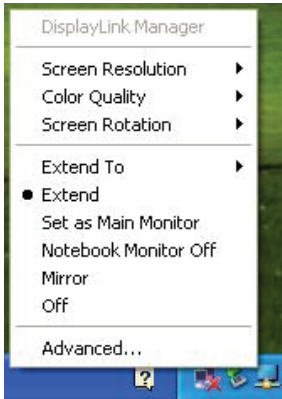 DisplayLink Manager
Screen Resolution
Color Quality
Screen Rotation
Extend To
Extend
Set as Main Monitor
Notebook Monitor Off
Mirror
Off
Advanced...
?